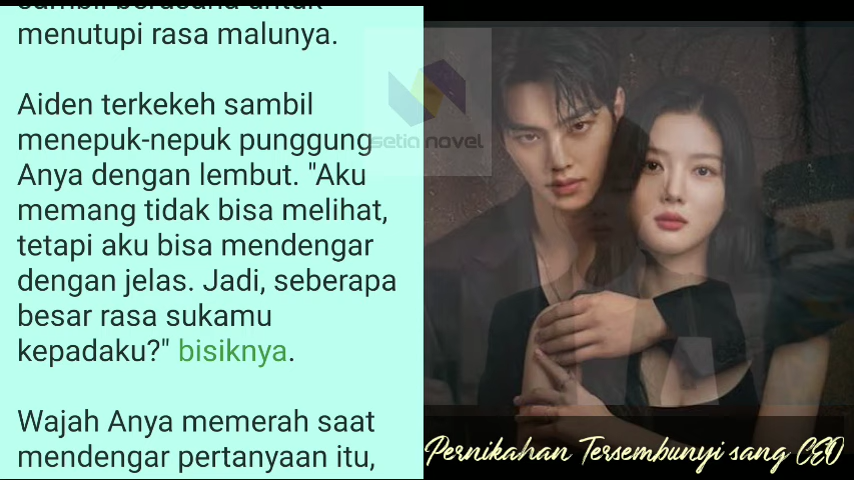 menutupi rasa malunya.
Aiden terkekeh sambil
menepuk-nepuk punggung
Anya dengan lembut. "Aku
memang tidak bisa melihat,
tetapi aku bisa mendengar
dengan jelas. Jadi, seberapa
besar rasa sukamu
kepadaku?" bisiknya.
Wajah Anya memerah saat
mendengar pertanyaan itu,
setia novel
Pernikahan Tersembunyi sang CEO